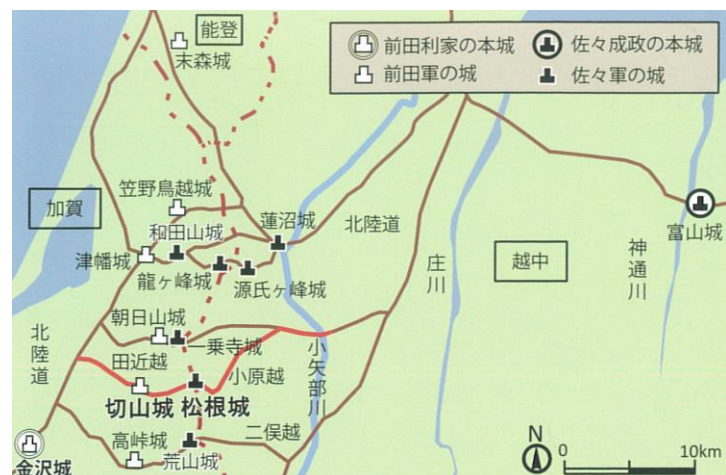 能登
末森城
前田利家の本城
佐々成政の本城
前田軍の城
佐々軍の城
笠野鳥越城
加賀
和田山城
蓮沼城
北陸道
津幡城
龍ヶ峰城
源氏ヶ峰城
庄川
越中
神通川
富山城
朝日山城
一乗寺城
北陸道
田近越
小原越
小矢部川
切山城
松根城
高峠城
荒山城
二俣越
金沢城
N
0
10km